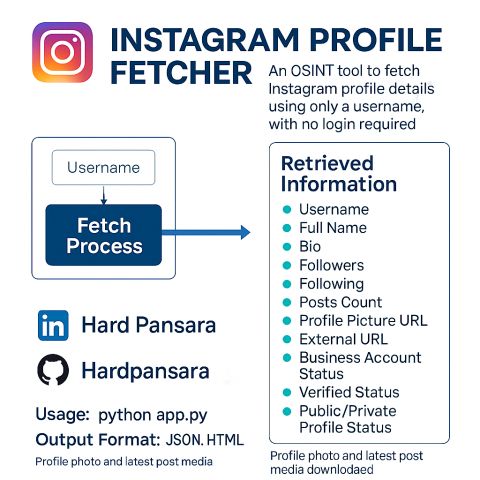 INSTAGRAM PROFILE
FETCHER
An OSINT tool to fetch
Instagram profile details
using only a username,
with no login required
Username
Fetch
Process
Retrieved
Information
Username
Full Name
Bio
Followers
Following
Posts Count
Profile Picture URL
External URL
Business Account
Status
Verified Status
Public/Private
Profile Status
in Hard Pansara
Hardpansara
Usage: python app.py
Output Format: JSON. HTML
Profile photo and latest post media
Profile photo and latest post
media downlodaed